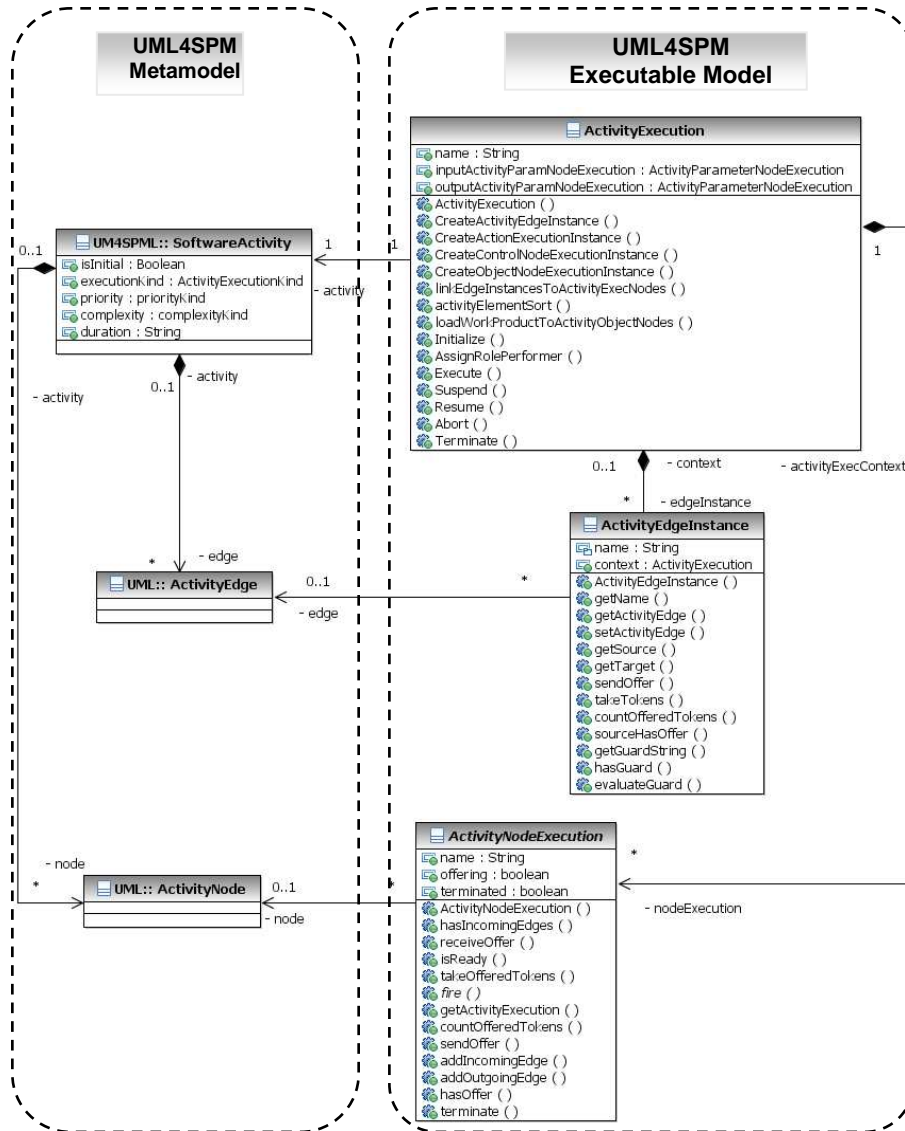 UML4SPM
Metamodel
UML4SPM
Executable Model
ActivityExecution
name : String
inputActivityParamNodeExecution : ActivityParameterNodeExecution
outputActivityParamNodeExecution : ActivityParameterNodeExecution
ActivityExecution ( )
CreateActivityEdgeInstance ( )
CreateActionExecutionInstance ( )
CreateControlNodeExecutionInstance ( )
CreateObjectNodeExecutionInstance ( )
linkEdgeInstancesToActivityExecNodes ( )
activityElementSort ( )
loadWorkProductToActivityObjectNodes ( )
Initialize ( )
AssignRolePerformer ( )
Execute ( )
Suspend ( )
Resume ( )
Abort ( )
Terminate ( )
1
0..1
UM4SPML:: SoftwareActivity
isInitial : Boolean
executionKind : ActivityExecutionKind
priority : priorityKind
complexity : complexityKind
duration : String
1
1
- activity
- activity
0..1
- activity
0..1
- context
- activityExecContext
*
- edgeInstance
ActivityEdgeInstance
name : String
context : ActivityExecution
ActivityEdgeInstance ( )
getName ( )
getActivityEdge ( )
setActivityEdge ( )
getSource ( )
getTarget ( )
sendOffer ( )
takeTokens ( )
countOfferedTokens ( )
sourceHasOffer ( )
getGuardString ( )
hasGuard ( )
evaluateGuard ( )
*
- edge
UML:: ActivityEdge
0..1
- edge
*
ActivityNodeExecution
name : String
offering : boolean
terminated : boolean
ActivityNodeExecution ( )
hasIncomingEdges ( )
receiveOffer ( )
isReady ( )
takeOfferedTokens ( )
fire ( )
getActivityExecution ( )
countOfferedTokens ( )
sendOffer ( )
addIncomingEdge ( )
addOutgoingEdge ( )
hasOffer ( )
terminate ( )
*
- nodeExecution
- node
*
UML:: ActivityNode
0..1
- node
*